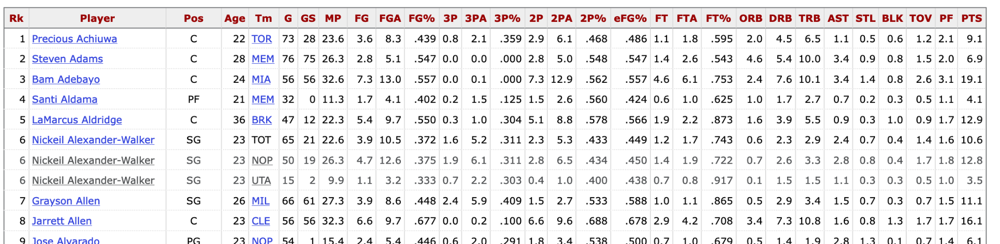 Rk Player Pos Age Tm G GS MP FG FGA FG% 3P 3PA 3P% 2P 2PA 2P% eFG% FT FTA FT% ORB DRB TRB AST STL BLK TOV PF PTS
1 Precious Achiuwa C 22 TOR 73 28 23.6 3.6 8.3 .439 0.8 2.1 .359 2.9 6.1 .468 .486 1.1 1.8 .595 2.0 4.5 6.5 1.1 0.5 0.6 1.2 2.1 9.1
2 Steven Adams C 28 MEM 76 75 26.3 2.8 5.1 .547 0.0 0.0 .000 2.8 5.0 .548 .547 1.4 2.6 .543 4.6 5.4 10.0 3.4 0.9 0.8 1.5 2.0 6.9
3 Bam Adebayo C 24 MIA 56 56 32.6 7.3 13.0 .557 0.0 0.1 .000 7.3 12.9 .562 .557 4.6 6.1 .753 2.4 7.6 10.1 3.4 1.4 0.8 2.6 3.1 19.1
4 Santi Aldama PF 21 MEM 32 0 11.3 1.7 4.1 .402 0.2 1.5 .125 1.5 2.6 .560 .424 0.6 1.0 .625 1.0 1.7 2.7 0.7 0.2 0.3 0.5 1.1 4.1
5 LaMarcus Aldridge C 36 BRK 47 12 22.3 5.4 9.7 .550 0.3 1.0 .304 5.1 8.8 .578 .566 1.9 2.2 .873 1.6 3.9 5.5 0.9 0.3 1.0 0.9 1.7 12.9
6 Nickeil Alexander-Walker SG 23 TOT 65 21 22.6 3.9 10.5 .372 1.6 5.2 .311 2.3 5.3 .433 .449 1.2 1.7 .743 0.6 2.3 2.9 2.4 0.7 0.4 1.4 1.6 10.6
6 Nickeil Alexander-Walker SG 23 NOP 50 19 26.3 4.7 12.6 .375 1.9 6.1 .311 2.8 6.5 .434 .450 1.4 1.9 .722 0.7 2.6 3.3 2.8 0.8 0.4 1.7 1.8 12.8
6 Nickeil Alexander-Walker SG 23 UTA 15 2 9.9 1.1 3.2 .333 0.7 2.2 .303 0.4 1.0 .400 .438 0.7 0.8 .917 0.1 1.5 1.5 1.1 0.3 0.3 0.5 1.0 3.5
7 Grayson Allen SG 26 MIL 66 61 27.3 3.9 8.6 .448 2.4 5.9 .409 1.5 2.7 .533 .588 1.0 1.1 .865 0.5 2.9 3.4 1.5 0.7 0.3 0.7 1.5 11.1
8 Jarrett Allen C 23 CLE 56 56 32.3 6.6 9.7 .677 0.0 0.2 .100 6.6 9.6 .688 .678 2.9 4.2 .708 3.4 7.3 10.8 1.6 0.8 1.3 1.7 1.7 16.1
9 Jose Alvarado PG 23 NOP 54 1 15.4 2.4 5.4 .446 0.6 2.0 .291 1.8 3.4 .538 .500 0.7 1.0 .679 0.5 1.4 1.9 2.8 1.3 0.1 0.7 1.4 6.1